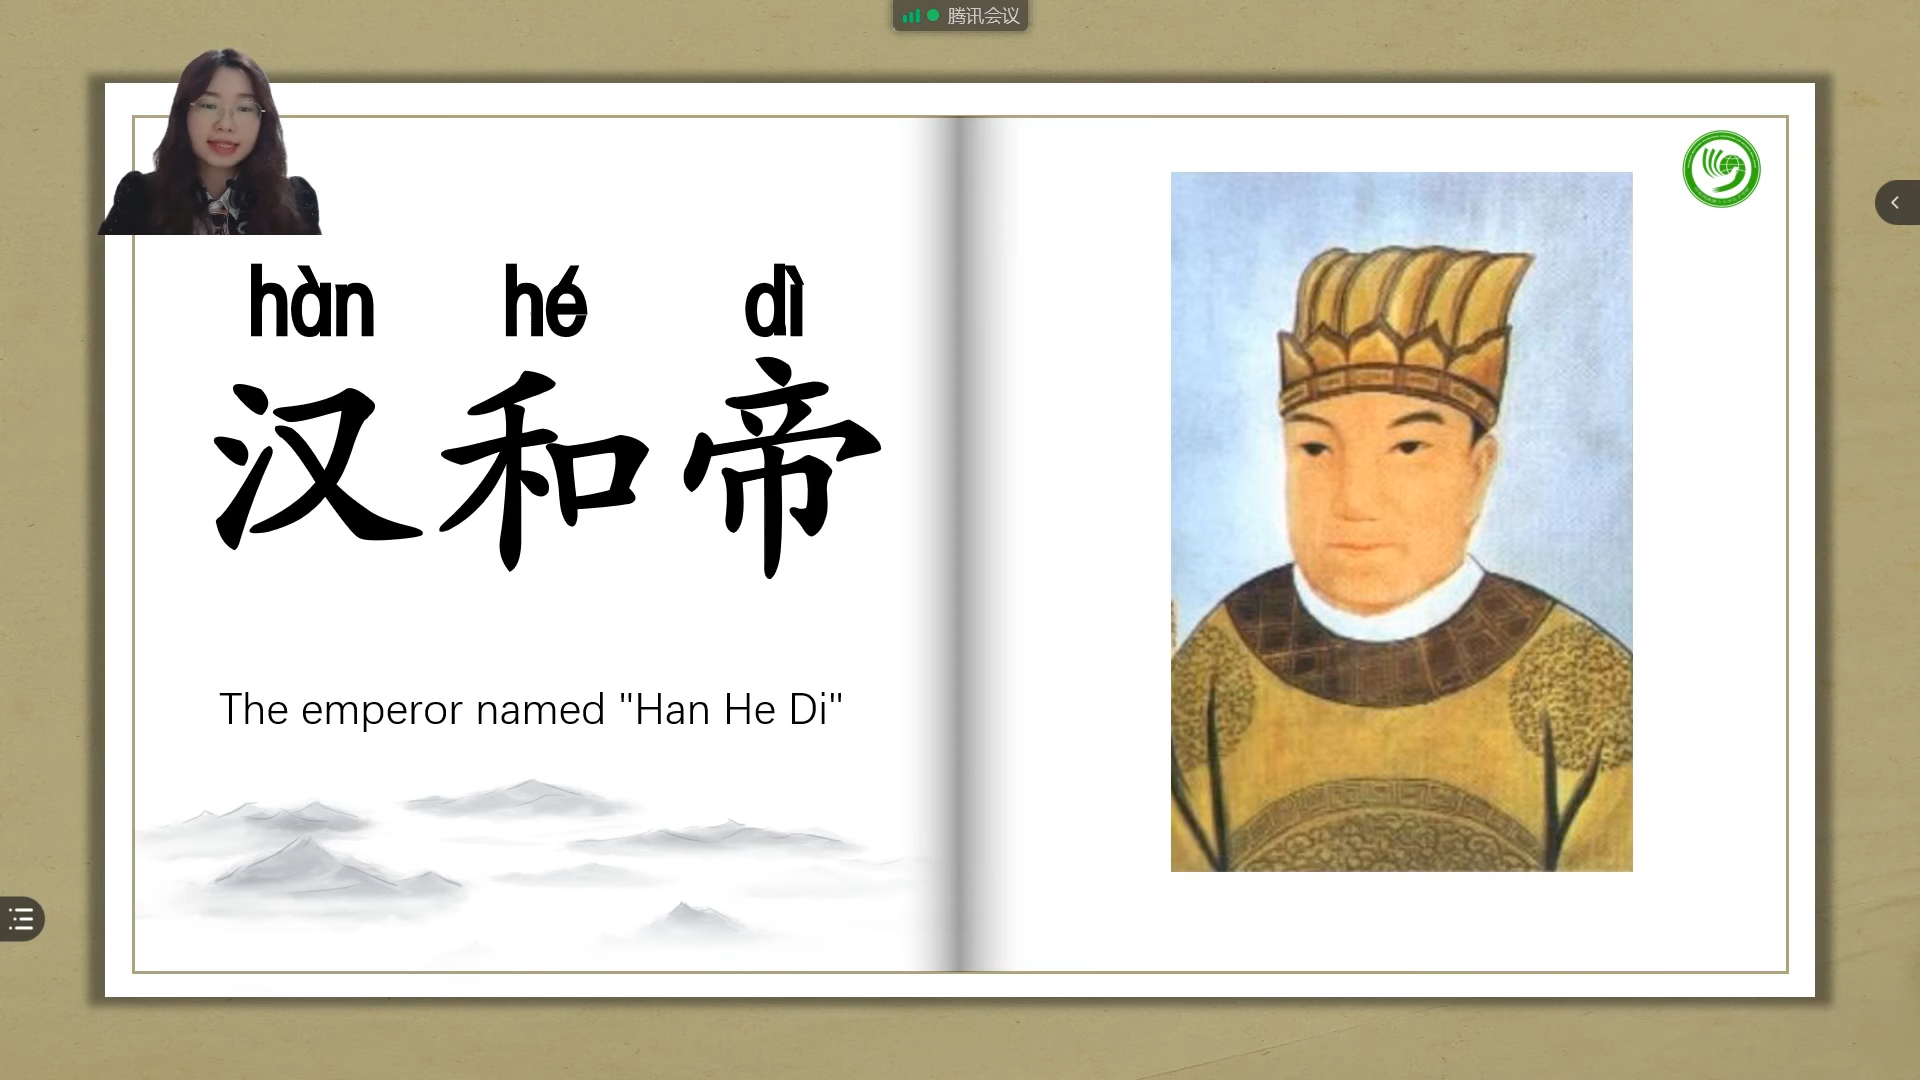 腾讯会议
hàn hé dì
汉和帝
The emperor named "Han He Di"